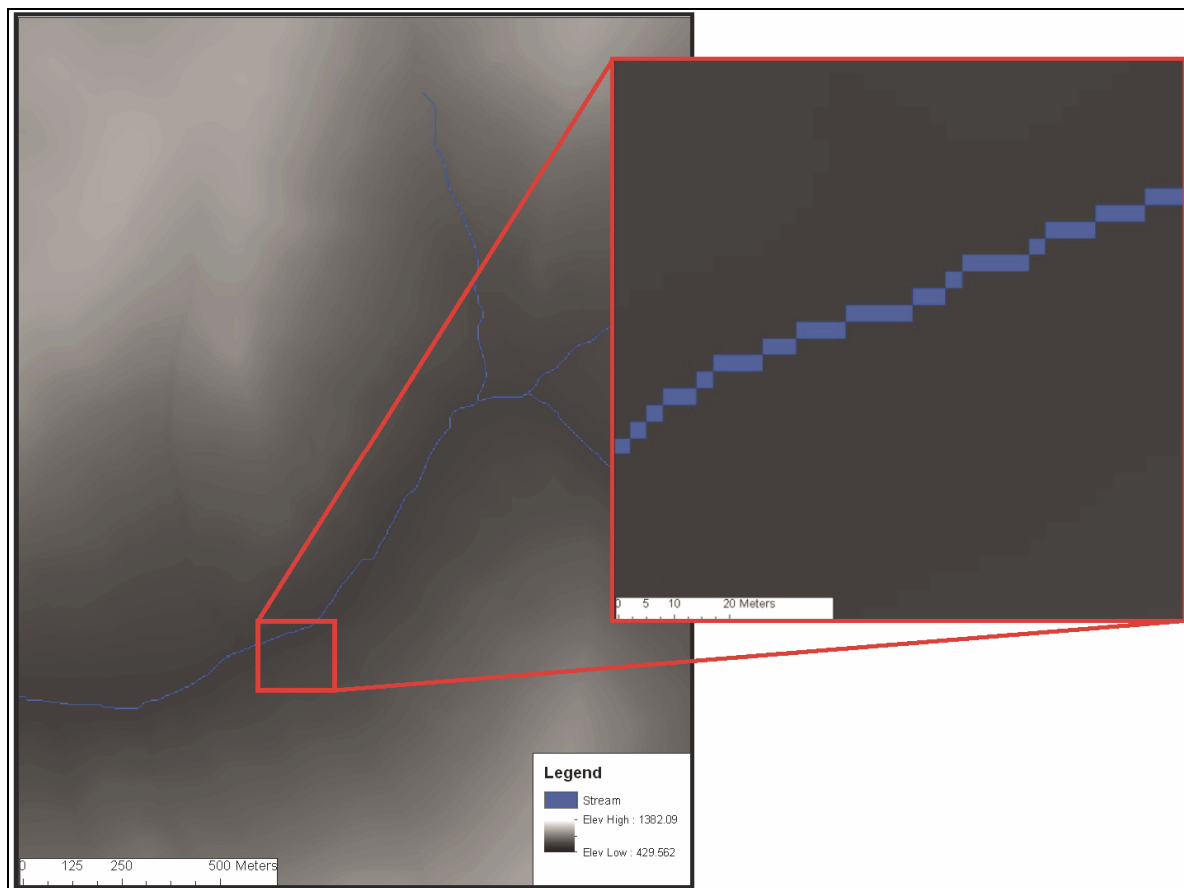 0 5 10 20 Meters
Legend
Stream
Elev High : 1382.09
Elev Low : 429.562
0 125 250 500 Meters